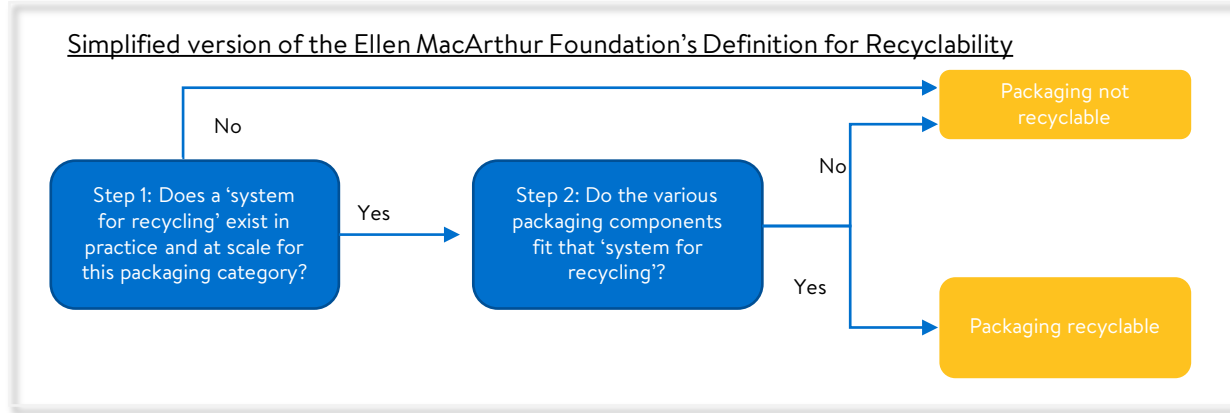 Simplified version of the Ellen MacArthur Foundation's Definition for Recyclability
Packaging not
recyclable
No
Step 1: Does a ‘system
for recycling’ exist in
practice and at scale for
this packaging category?
Yes
Step 2: Do the various
packaging components
fit that ‘system for
recycling’?
No
Yes
Packaging recyclable